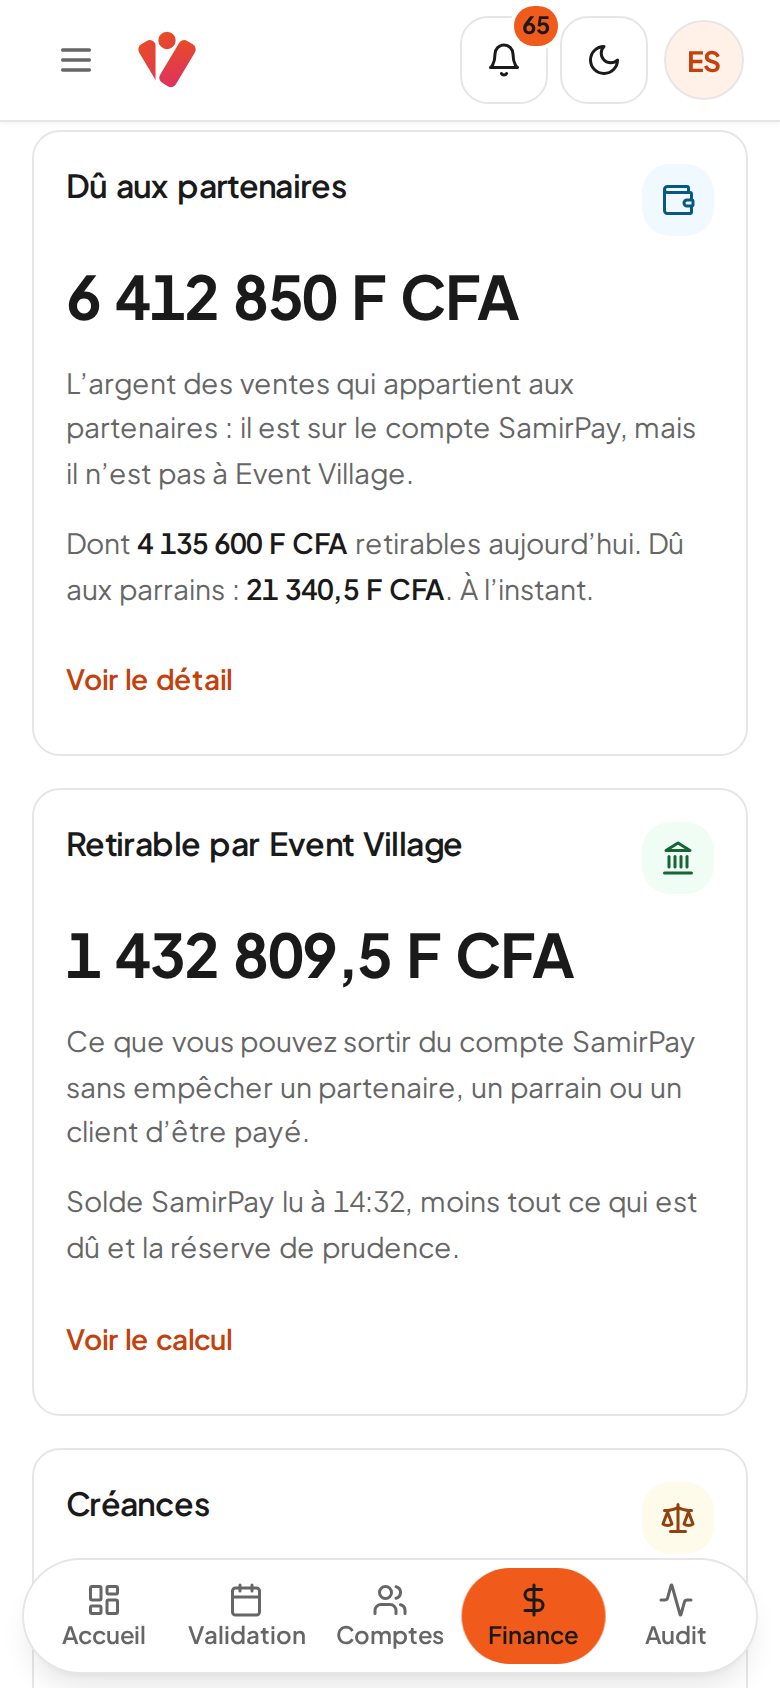 65
ES
Dû aux partenaires
6 412 850 F CFA
L’argent des ventes qui appartient aux
partenaires : il est sur le compte SamirPay, mais
il n’est pas à Event Village.
Dont 4 135 600 F CFA retirables aujourd’hui. Dû
aux parrains : 21 340,5 F CFA. À l’instant.
Voir le détail
Retirable par Event Village
1 432 809,5 F CFA
Ce que vous pouvez sortir du compte SamirPay
sans empêcher un partenaire, un parrain ou un
client d’être payé.
Solde SamirPay lu à 14:32, moins tout ce qui est
dû et la réserve de prudence.
Voir le calcul
Créances
Accueil
Validation
Comptes
Finance
Audit